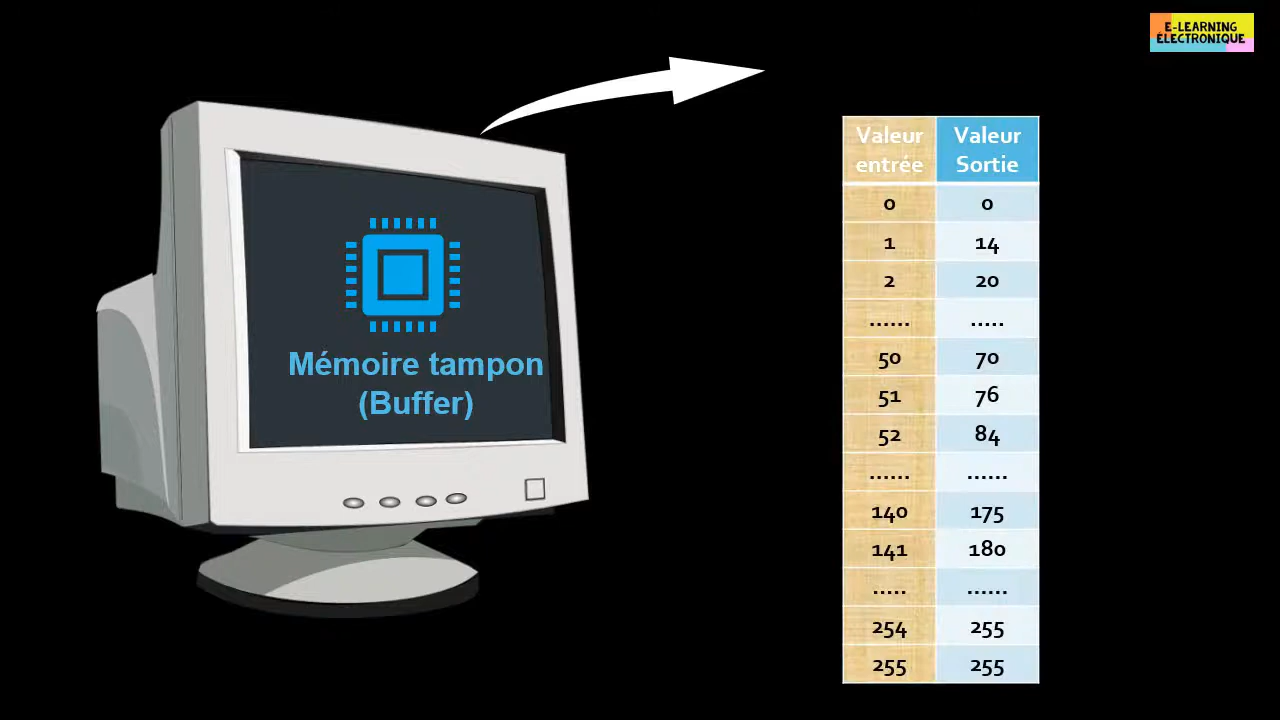 E-LEARNING
ÉLECTRONIQUE
Mémoire tampon
(Buffer)
Valeur entrée Valeur Sortie
0 0
1 14
2 20
...... .....
50 70
51 76
52 84
...... ......
140 175
141 180
..... ......
254 255
255 255